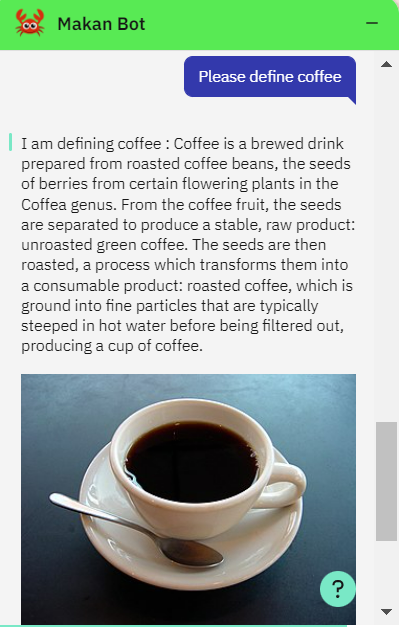 Makan Bot
Please define coffee
I am defining coffee : Coffee is a brewed drink
prepared from roasted coffee beans, the seeds
of berries from certain flowering plants in the
Coffea genus. From the coffee fruit, the seeds
are separated to produce a stable, raw product:
unroasted green coffee. The seeds are then
roasted, a process which transforms them into
a consumable product: roasted coffee, which is
ground into fine particles that are typically
steeped in hot water before being filtered out,
producing a cup of coffee.
?